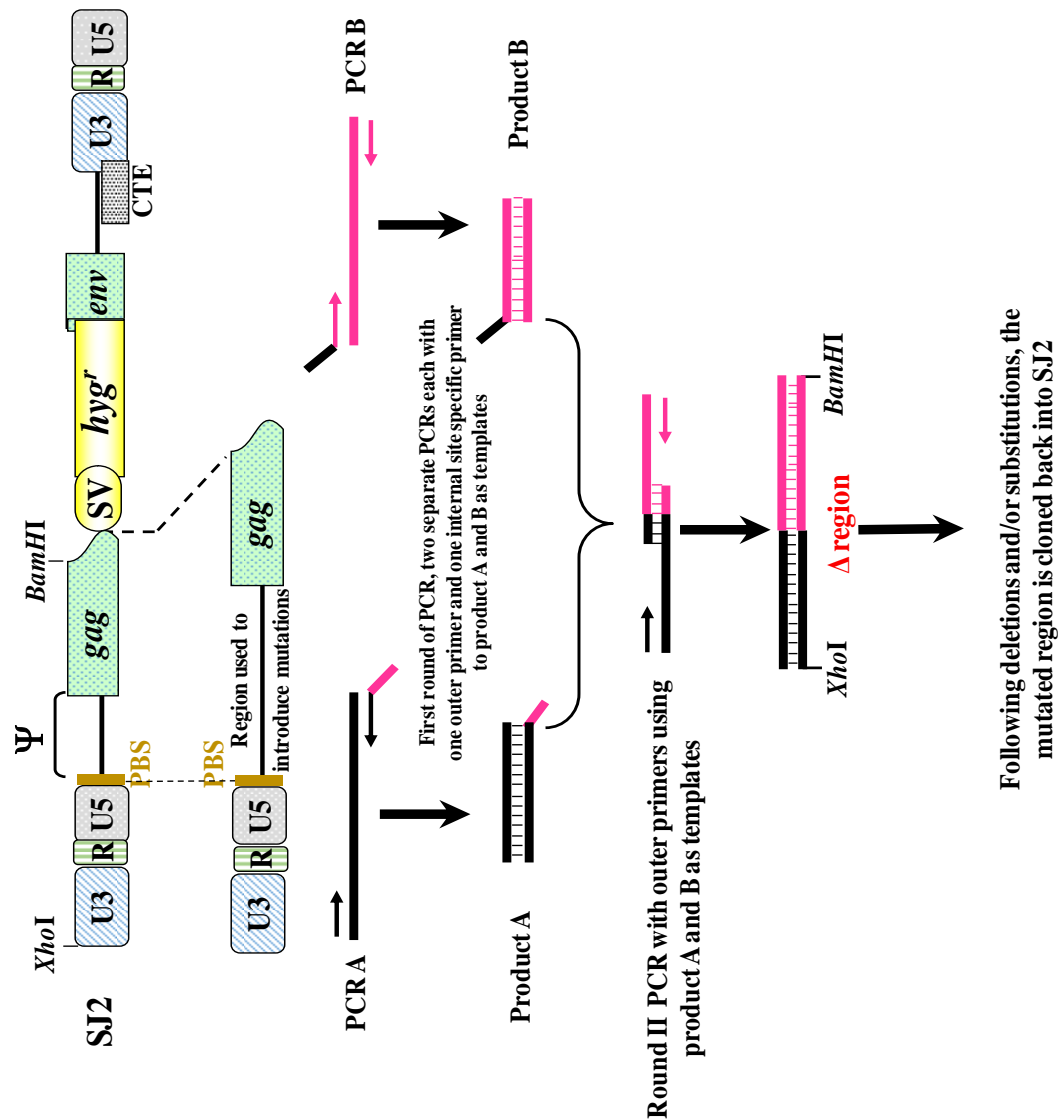 XhoI
BamHI
Ψ
SJ2
U3
R
U5
PBS
gag
SV
hygʳ
env
CTE
U3
R
U5
U3
R
U5
PBS
Region used to
introduce mutations
gag
PCR A
PCR B
First round of PCR, two separate PCRs each with
one outer primer and one internal site specific primer
to product A and B as templates
Product A
Product B
Round II PCR with outer primers using
product A and B as templates
XhoI
Δ region
BamHI
Following deletions and/or substitutions, the
mutated region is cloned back into SJ2